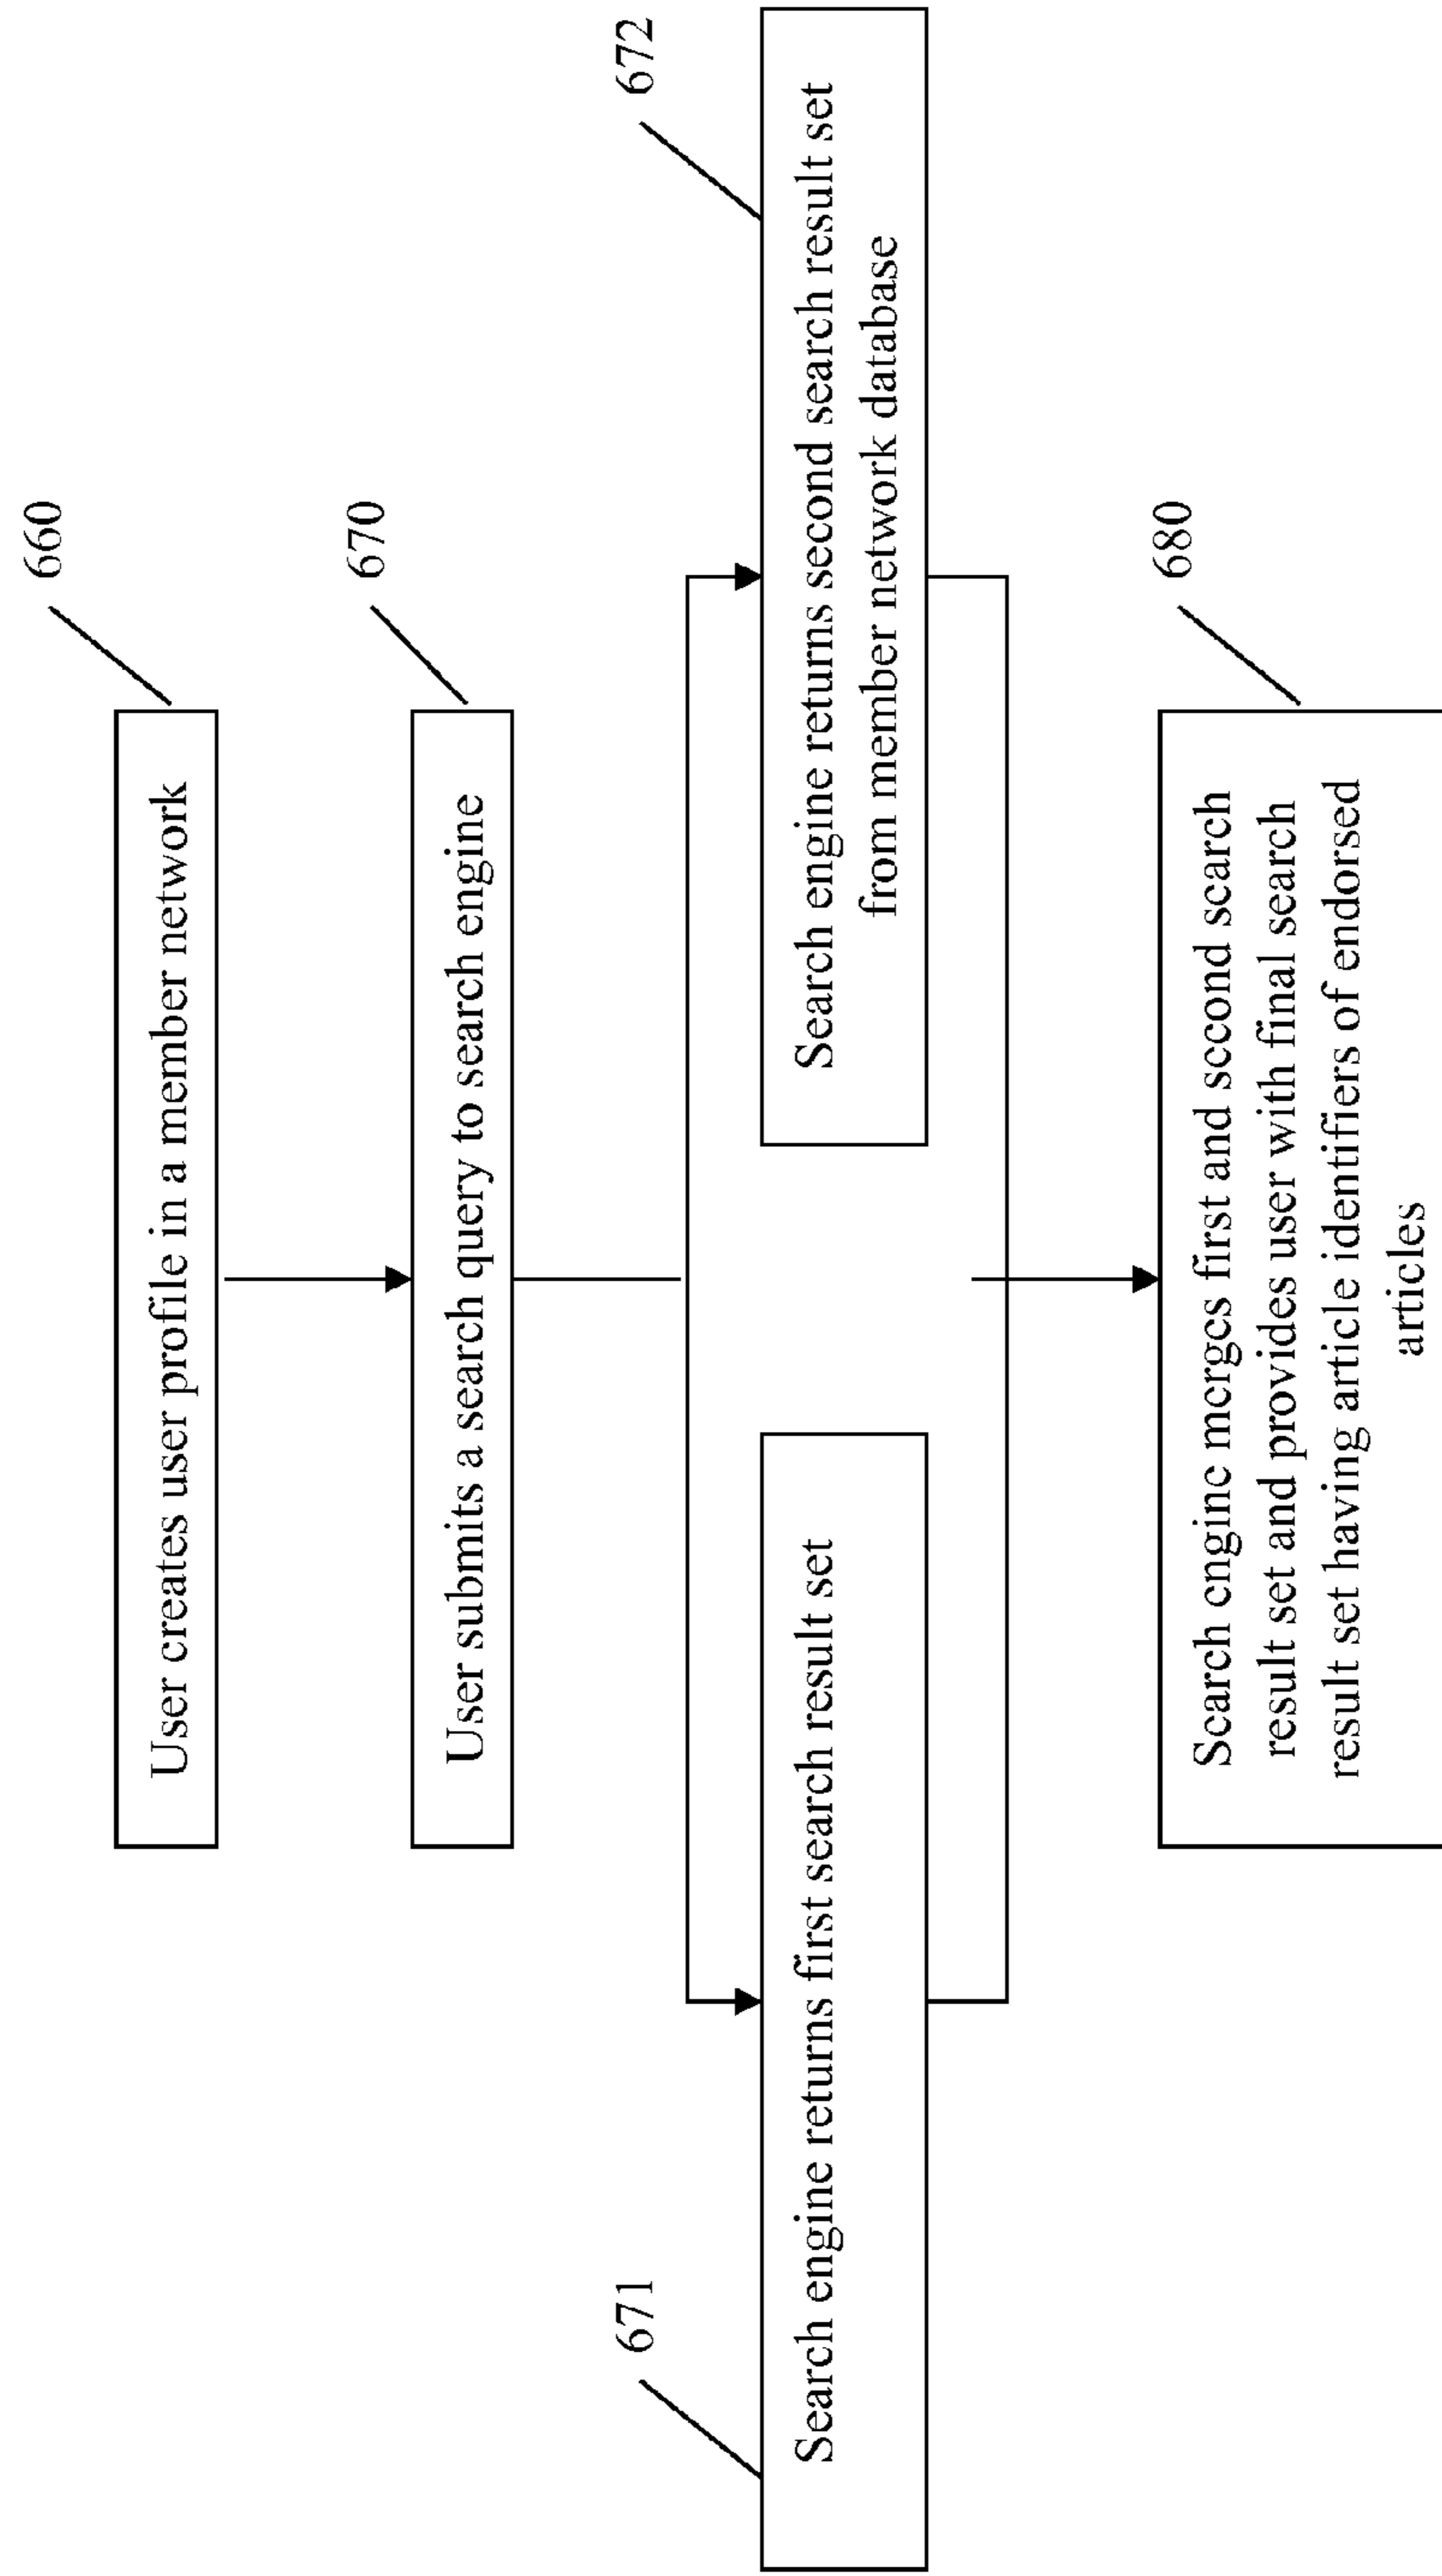 660
User creates user profile in a member network
670
User submits a search query to search engine
671
672
Search engine returns first search result set
Search engine returns second search result set
from member network database
680
Search engine merges first and second search
result set and provides user with final search
result set having article identifiers of endorsed
articles